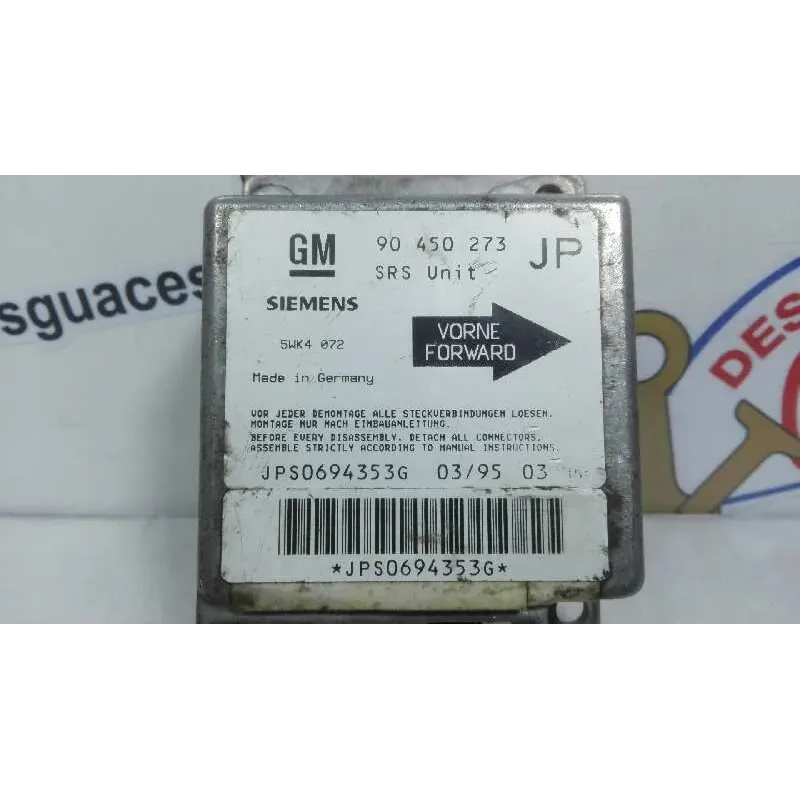 GM
90 450 273
JP
SRS Unit
SIEMENS
5WK4 072
VORNE
FORWARD
Made in Germany
VOR JEDER DEMONTAGE ALLE STECKVERBINDUNGEN LOESEN.
MONTAGE NUR NACH EINBAUANLEITUNG.
BEFORE EVERY DISASSEMBLY. DETACH ALL CONNECTORS.
ASSEMBLE STRICTLY ACCORDING TO MANUAL INSTRUCTIONS.
JPS0694353G 03/95 03
*JPS0694353G*
sguaces
DES